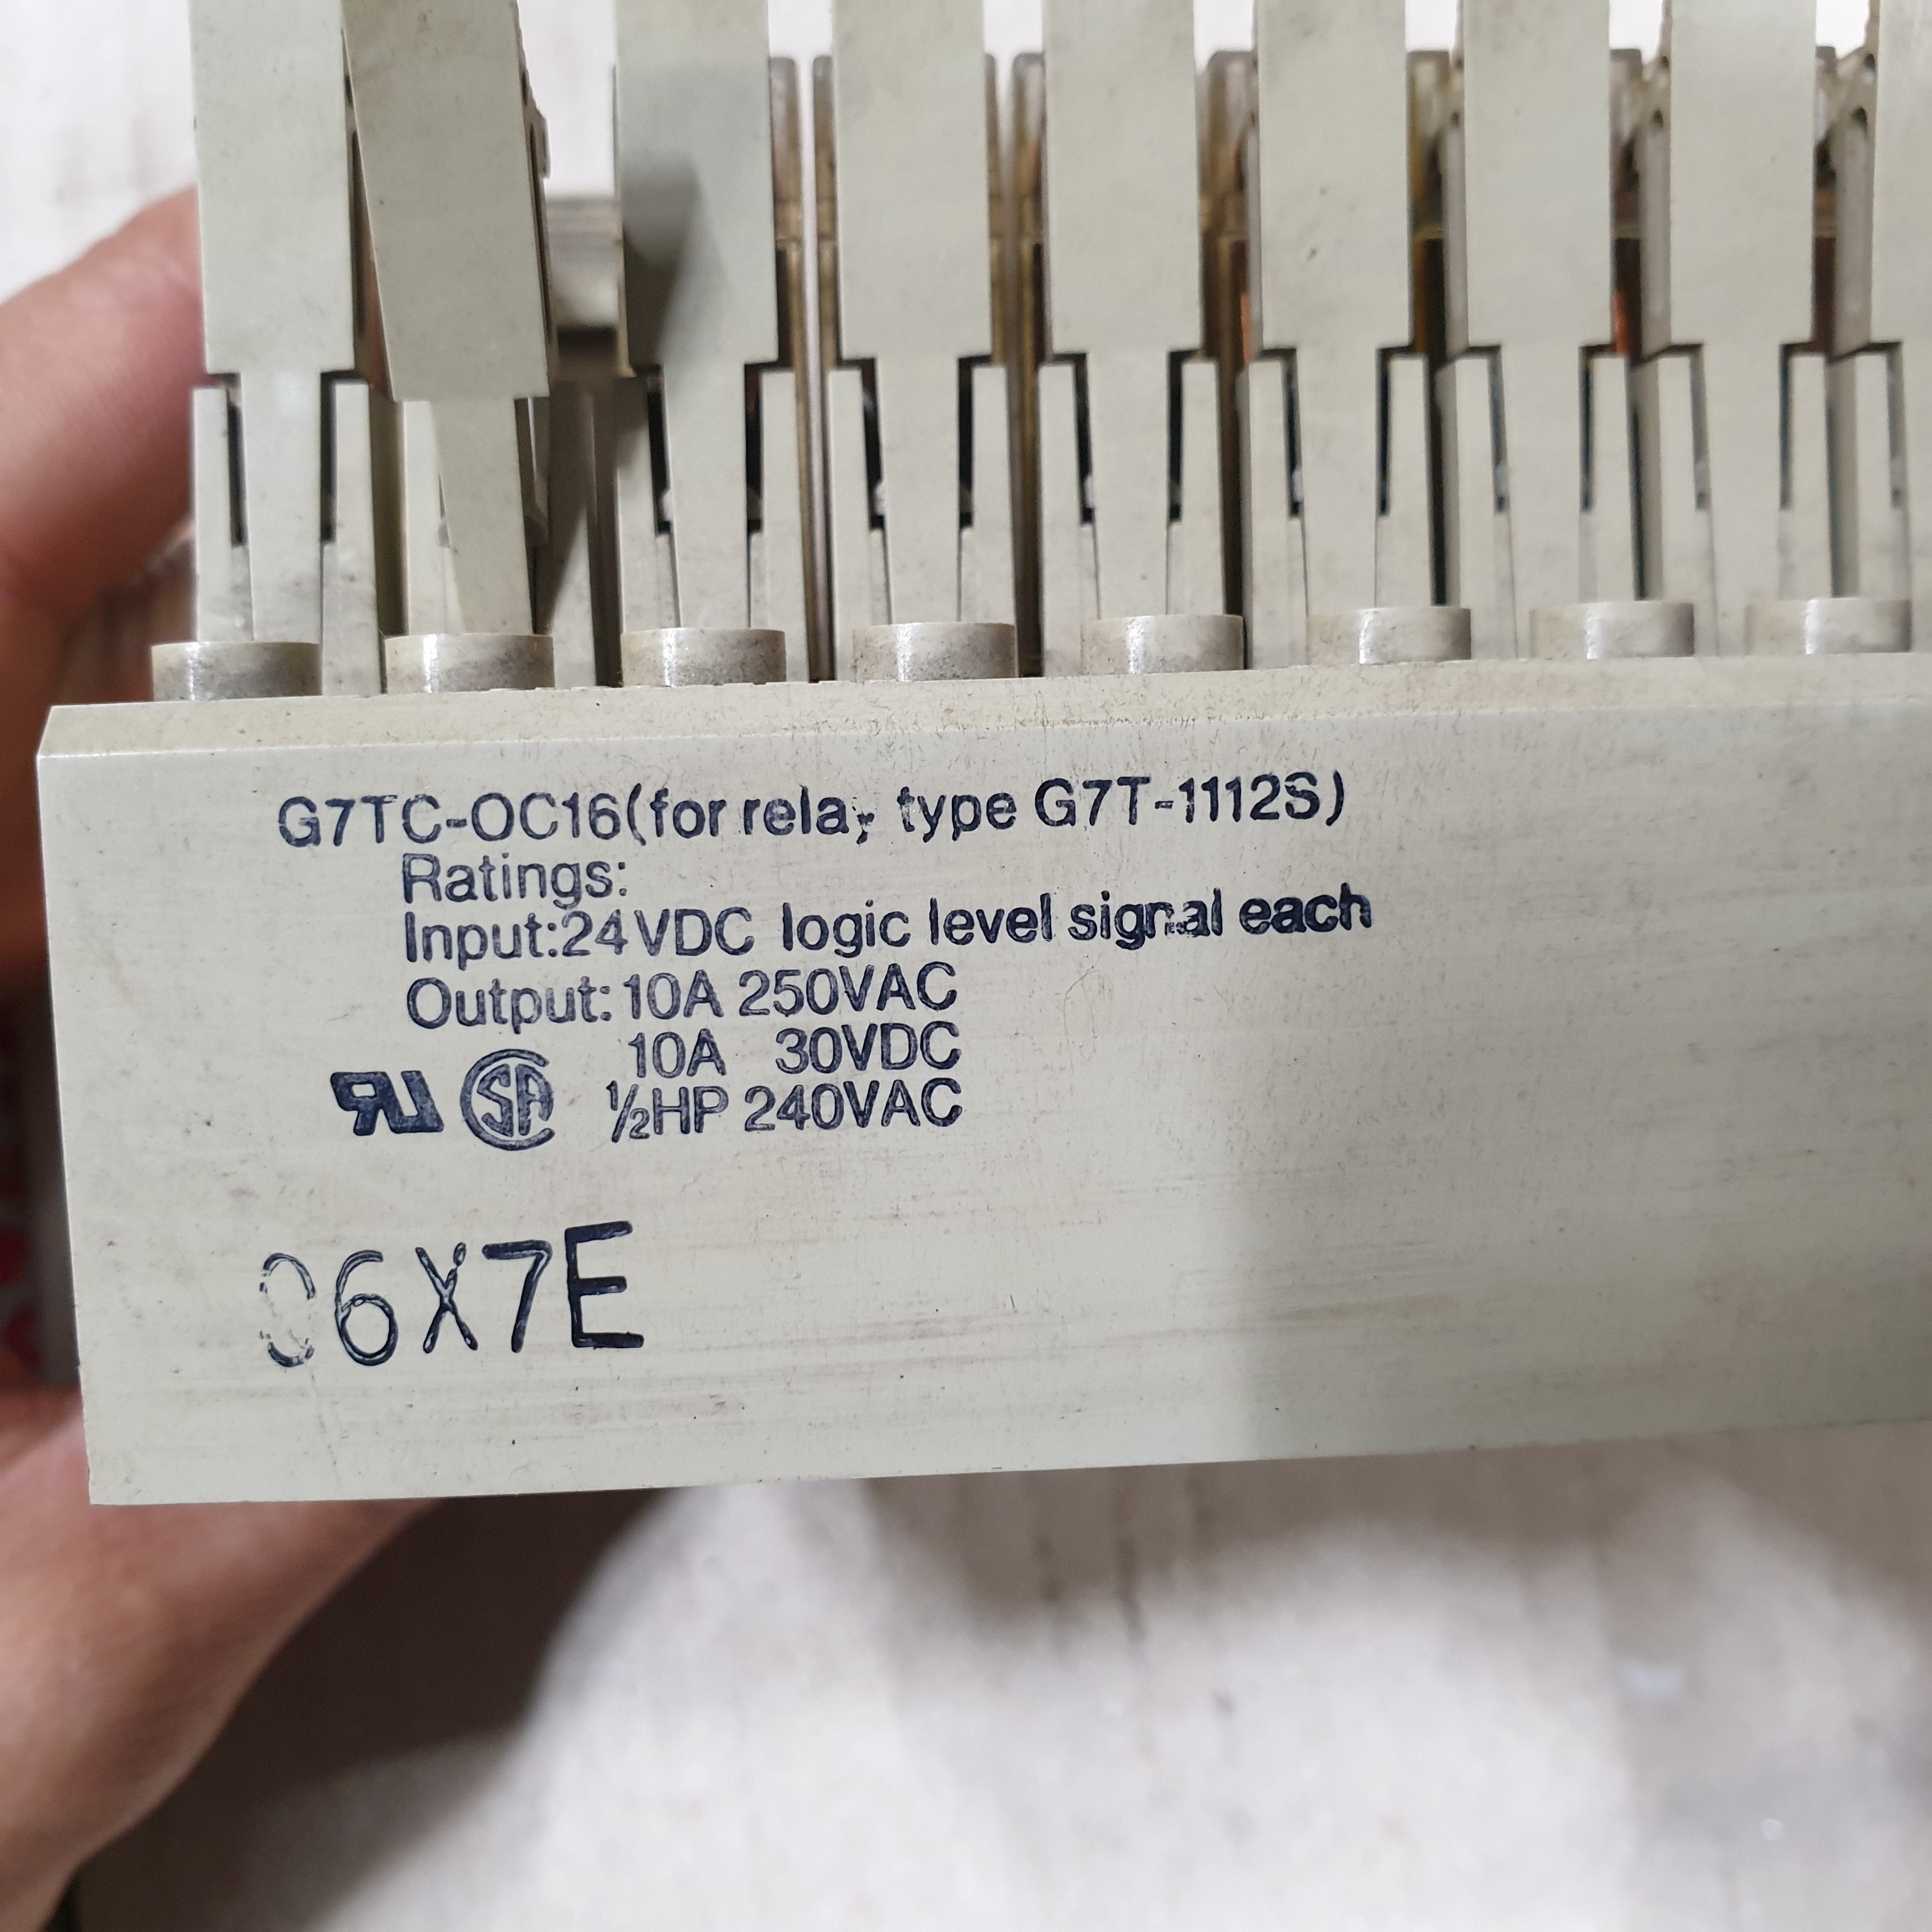 G7TC-OC16(for relay type G7T-1112S)
Ratings:
Input:24VDC logic level signal each
Output:10A 250VAC
10A 30VDC
½HP 240VAC
06X7E